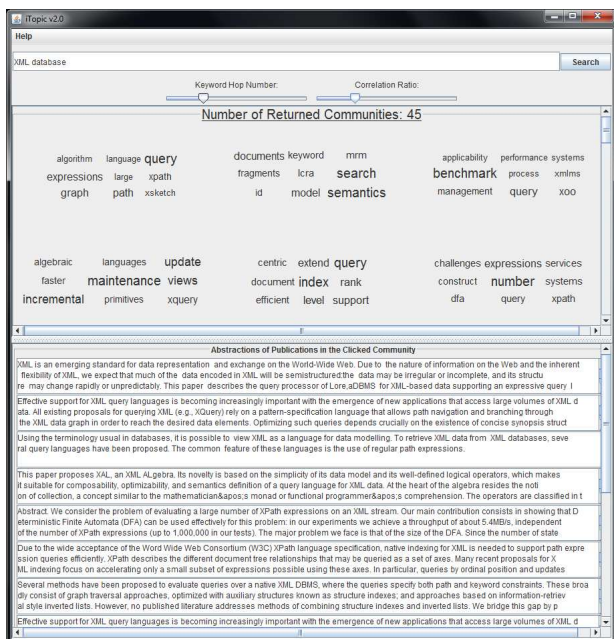 iTopic v2.0
Help
XML database
Search
Keyword Hop Number:
Correlation Ratio:
Number of Returned Communities: 45
algorithm language query
expressions large xpath
graph path xsketch
documents keyword mrm
fragments lcra search
id model semantics
applicability performance systems
benchmark process xmlms
management query xoo
algebraic languages update
faster maintenance views
incremental primitives xquery
centric extend query
document index rank
efficient level support
challenges expressions services
construct number systems
dfa query xpath
Abstractions of Publications in the Clicked Community
XML is an emerging standard for data representation and exchange on the World-Wide Web. Due to the nature of information on the Web and the inherent
flexibility of XML, we expect that much of the data encoded in XML will be semistructured:the data may be irregular or incomplete, and its structu
re may change rapidly or unpredictably. This paper describes the query processor of Lore,aDBMS for XML-based data supporting an expressive query l
Effective support for XML query languages is becoming increasingly important with the emergence of new applications that access large volumes of XML d
ata. All existing proposals for querying XML (e.g., XQuery) rely on a pattern-specification language that allows path navigation and branching through
the XML data graph in order to reach the desired data elements. Optimizing such queries depends crucially on the existence of concise synopsis struct
Using the terminology usual in databases, it is possible to view XML as a language for data modelling. To retrieve XML data from XML databases, seve
ral query languages have been proposed. The common feature of these languages is the use of regular path expressions.
This paper proposes XAL, an XML ALgebra. Its novelty is based on the simplicity of its data model and its well-defined logical operators, which makes
it suitable for composability, optimizability, and semantics definition of a query language for XML data. At the heart of the algebra resides the noti
on of collection, a concept similar to the mathematician&apos;s monad or functional programmer&apos;s comprehension. The operators are classified in t
Abstract. We consider the problem of evaluating a large number of XPath expressions on an XML stream. Our main contribution consists in showing that D
eterministic Finite Automata (DFA) can be used effectively for this problem: in our experiments we achieve a throughput of about 5.4MB/s, independent
of the number of XPath expressions (up to 1,000,000 in our tests). The major problem we face is that of the size of the DFA. Since the number of state
Due to the wide acceptance of the Word Wide Web Consortium (W3C) XPath language specification, native indexing for XML is needed to support path expre
ssion queries efficiently. XPath describes the different document tree relationships that may be queried as a set of axes. Many recent proposals for X
ML indexing focus on accelerating only a small subset of expressions possible using these axes. In particular, queries by ordinal position and updates
Several methods have been proposed to evaluate queries over a native XML DBMS, where the queries specify both path and keyword constraints. These broa
dly consist of graph traversal approaches, optimized with auxiliary structures known as structure indexes; and approaches based on information-retriev
al style inverted lists. However, no published literature addresses methods of combining structure indexes and inverted lists. We bridge this gap by p
Effective support for XML query languages is becoming increasingly important with the emergence of new applications that access large volumes of XML d